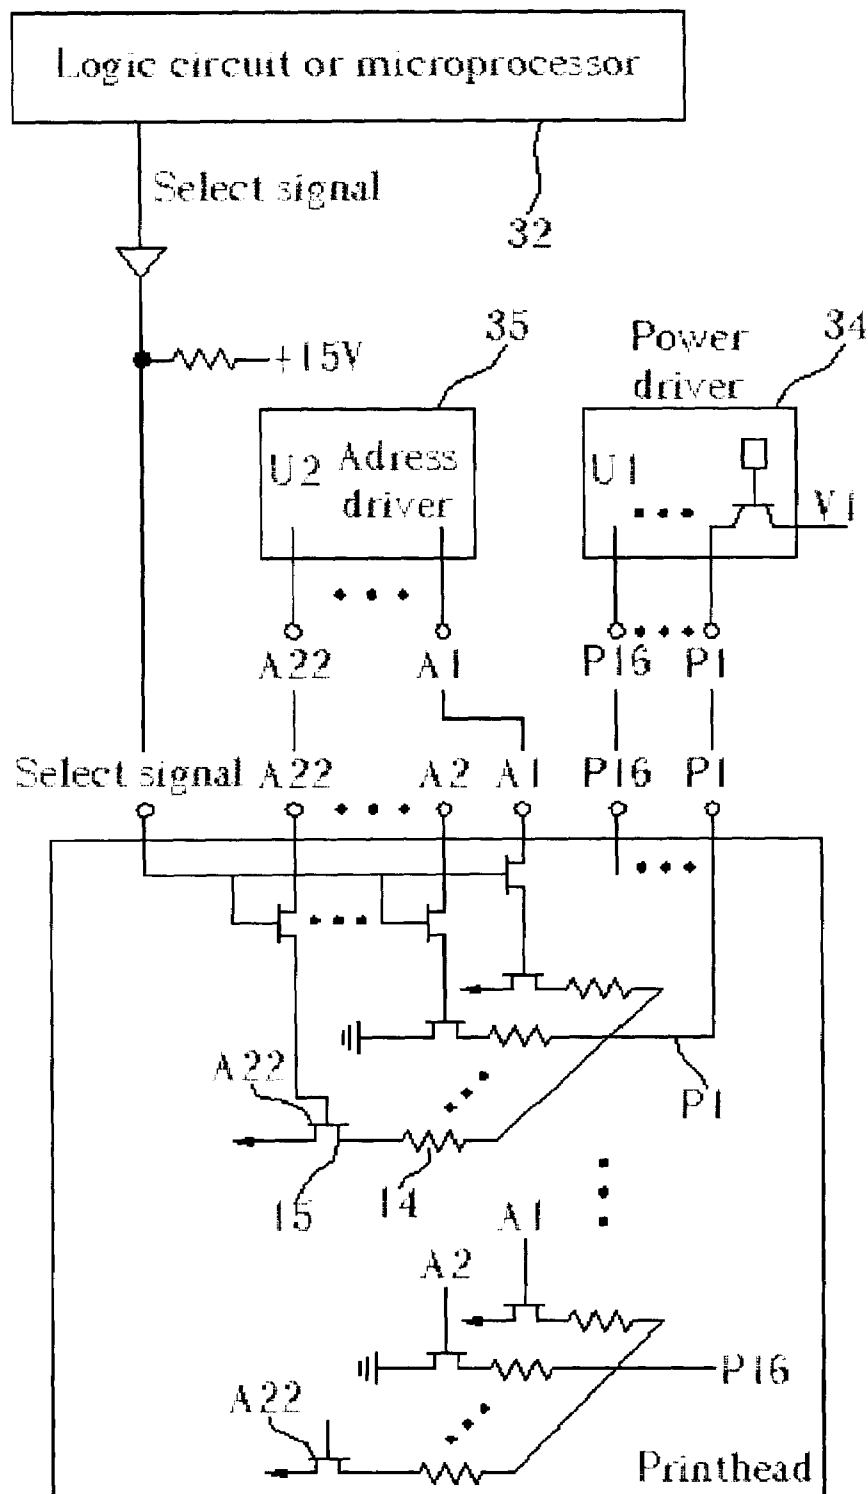 Logic circuit or microprocessor
Select signal
32
35
Power
driver
34
+15V
U2
Adress
driver
U1
V1
A22
A1
P16
P1
Select signal
A22
A2
A1
P16
P1
A22
P1
15
14
A1
A2
P16
A22
Printhead